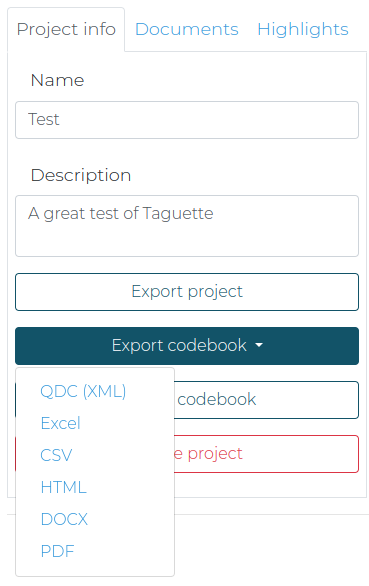 Project info Documents Highlights
Name
Test
Description
A great test of Taguette
Export project
Export codebook
QDC (XML)
codebook
Excel
CSV
project
HTML
DOCX
PDF